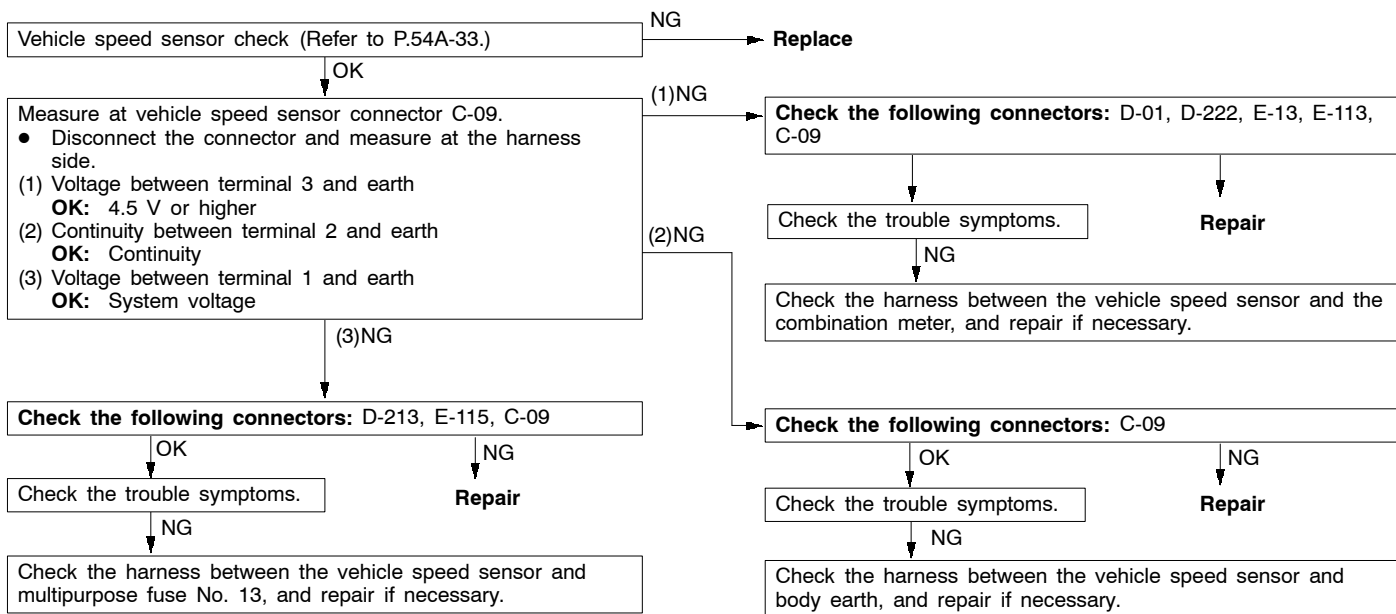 Vehicle speed sensor check (Refer to P.54A-33.)
NG
Replace
OK
Measure at vehicle speed sensor connector C-09.
● Disconnect the connector and measure at the harness
side.
(1) Voltage between terminal 3 and earth
OK: 4.5 V or higher
(2) Continuity between terminal 2 and earth
OK: Continuity
(3) Voltage between terminal 1 and earth
OK: System voltage
(1)NG
Check the following connectors: D-01, D-222, E-13, E-113,
C-09
Check the trouble symptoms.
Repair
NG
Check the harness between the vehicle speed sensor and the
combination meter, and repair if necessary.
(2)NG
Check the following connectors: C-09
OK
NG
Check the trouble symptoms.
Repair
NG
Check the harness between the vehicle speed sensor and
body earth, and repair if necessary.
(3)NG
Check the following connectors: D-213, E-115, C-09
OK
NG
Check the trouble symptoms.
Repair
NG
Check the harness between the vehicle speed sensor and
multipurpose fuse No. 13, and repair if necessary.